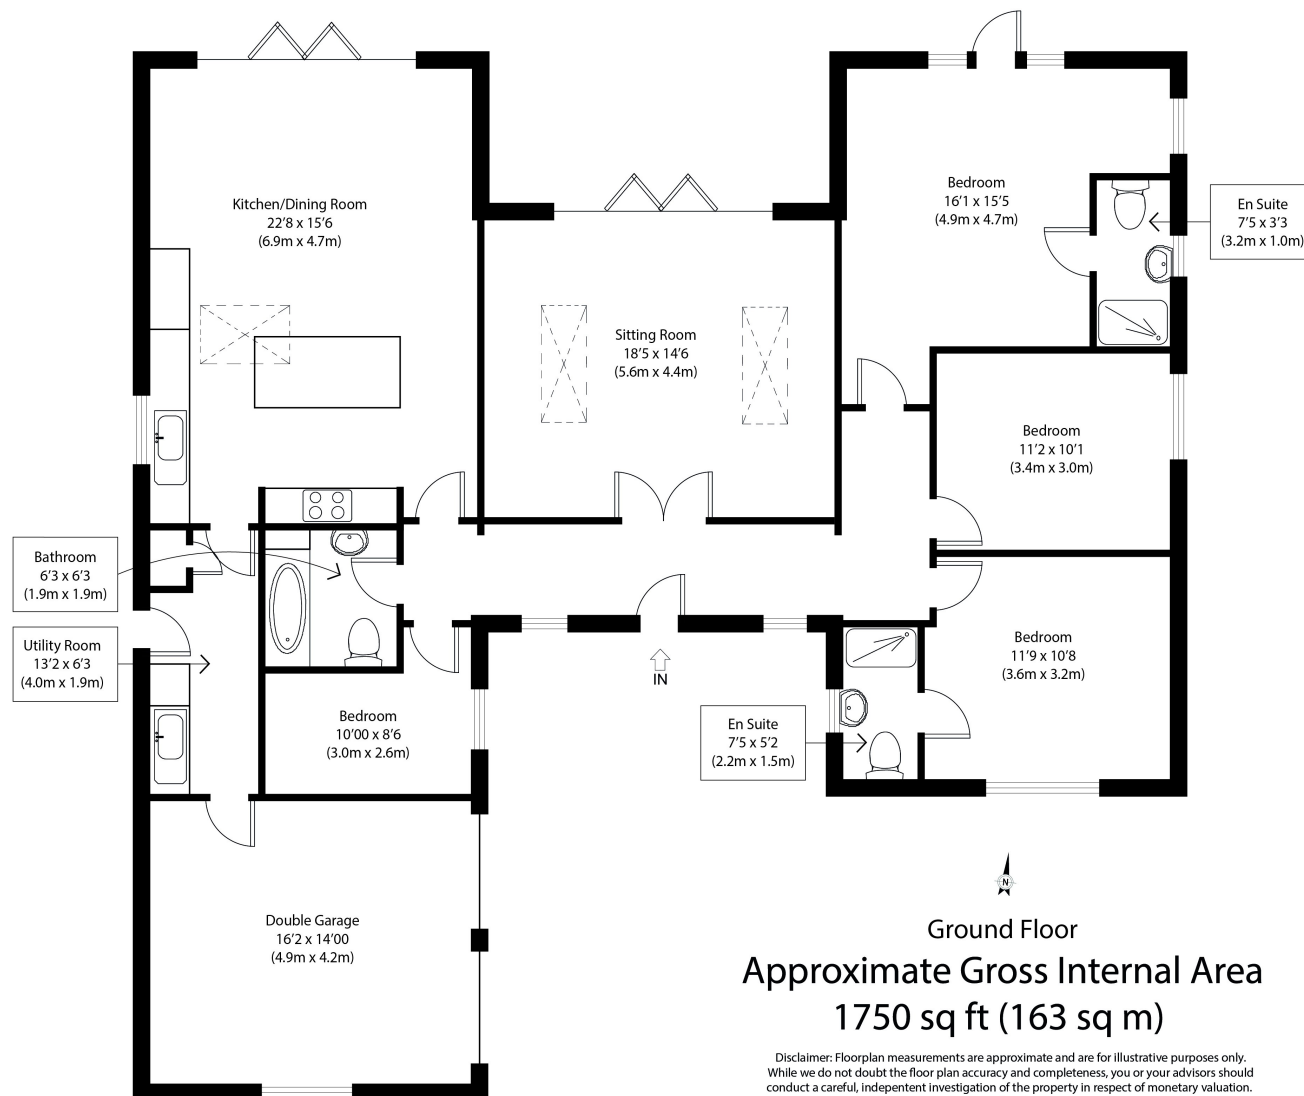 Kitchen/Dining Room
22'8 x 15'6
(6.9m x 4.7m)
Bedroom
16'1 x 15'5
(4.9m x 4.7m)
En Suite
7'5 x 3'3
(3.2m x 1.0m)
Sitting Room
18'5 x 14'6
(5.6m x 4.4m)
Bedroom
11'2 x 10'1
(3.4m x 3.0m)
Bathroom
6'3 x 6'3
(1.9m x 1.9m)
Utility Room
13'2 x 6'3
(4.0m x 1.9m)
Bedroom
11'9 x 10'8
(3.6m x 3.2m)
IN
Bedroom
10'00 x 8'6
(3.0m x 2.6m)
En Suite
7'5 x 5'2
(2.2m x 1.5m)
Double Garage
16'2 x 14'00
(4.9m x 4.2m)
N
Ground Floor
Approximate Gross Internal Area
1750 sq ft (163 sq m)
Disclaimer: Floorplan measurements are approximate and are for illustrative purposes only.
While we do not doubt the floor plan accuracy and completeness, you or your advisors should
conduct a careful, indepentent investigation of the property in respect of monetary valuation.